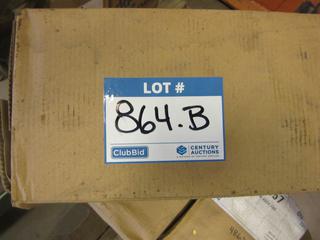 LOT #
864.B
ClubBid
CENTURY
AUCTIONS